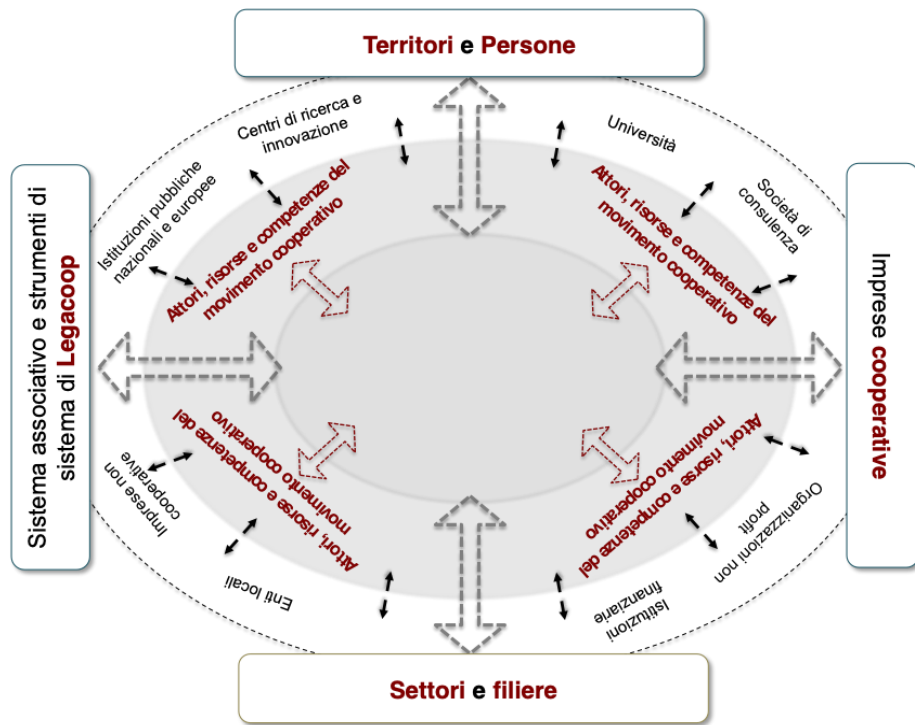 Territori e Persone
Centri di ricerca e
innovazione
Università
Istituzioni pubbliche
nazionali e europee
Società di
consulenza
Attori, risorse e competenze del
movimento cooperativo
Attori, risorse e competenze del
movimento cooperativo
Sistema associativo e strumenti di
sistema di Legacoop
Imprese cooperative
Attori, risorse e competenze del
movimento cooperativo
Attori, risorse e competenze del
movimento cooperativo
Imprese non
cooperative
Organizzazioni non
profit
Enti locali
Istituzioni
finanziarie
Settori e filiere